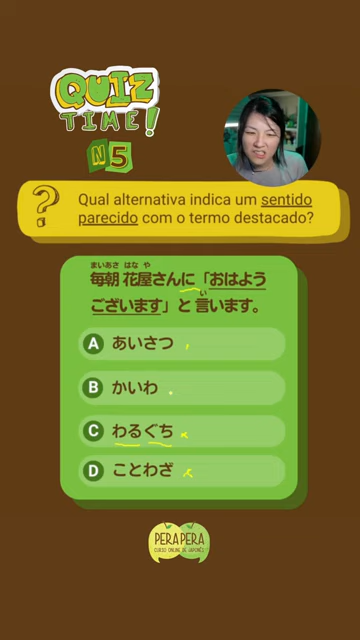 QUIZ
TIME!
N5
?
Qual alternativa indica um sentido
parecido com o termo destacado?
まいあさ はな や
毎朝 花屋さんに「おはよう
い
ございます」と 言います。
A あいさつ
B かいわ
C わるぐち
D ことわざ
PERAPERA
CURSO ONLINE DE JAPONÊS